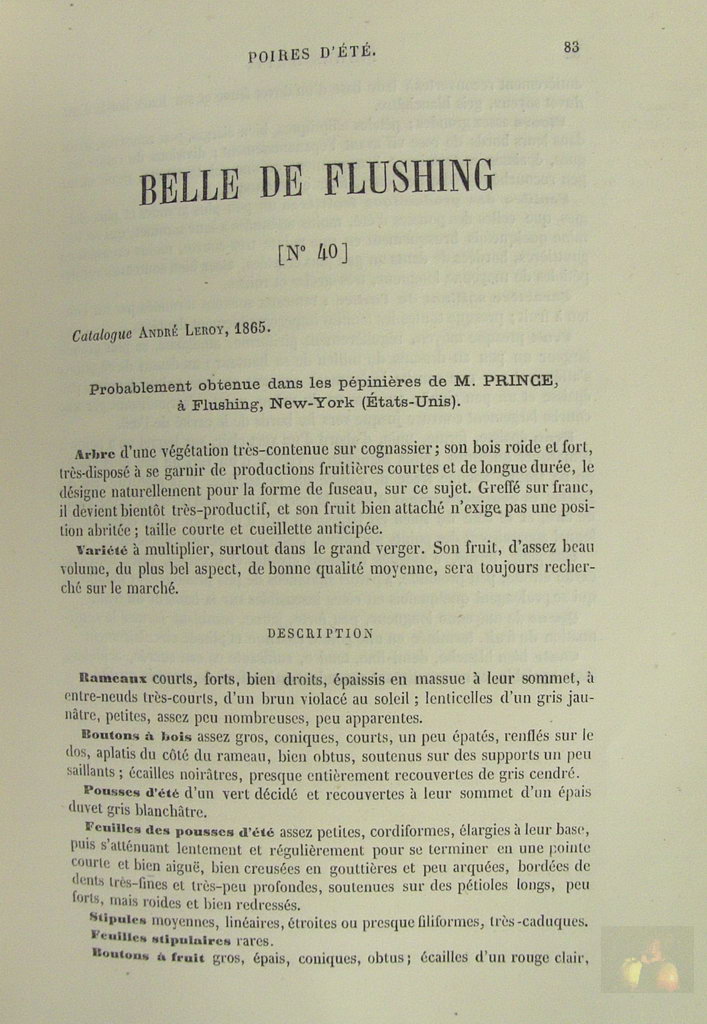 POIRES D'ÉTÉ. 83
BELLE DE FLUSHING
[N° 40]
Catalogue ANDRÉ LEROY, 1865.
Probablement obtenue dans les pépinières de M. PRINCE,
à Flushing, New-York (États-Unis).
Arbre d'une végétation très-contenue sur cognassier; son bois roide et fort,
très-disposé à se garnir de productions fruitières courtes et de longue durée, le
désigne naturellement pour la forme de fuseau, sur ce sujet. Greffé sur franc,
il devient bientôt très-productif, et son fruit bien attaché n'exige pas une posi-
tion abritée; taille courte et cueillette anticipée.
Variété à multiplier, surtout dans le grand verger. Son fruit, d'assez beau
volume, du plus bel aspect, de bonne qualité moyenne, sera toujours recher-
ché sur le marché.
DESCRIPTION
Rameaux courts, forts, bien droits, épaissis en massue à leur sommet, à
entre-neuds très-courts, d'un brun violacé au soleil; lenticelles d'un gris jau-
nâtre, petites, assez peu nombreuses, peu apparentes.
Boutons à bois assez gros, coniques, courts, un peu épatés, renflés sur le
dos, aplatis du côté du rameau, bien obtus, soutenus sur des supports un peu
saillants; écailles noirâtres, presque entièrement recouvertes de gris cendré.
Pousses d'été d'un vert décidé et recouvertes à leur sommet d'un épais
duvet gris blanchâtre.
Feuilles des pousses d'été assez petites, cordiformes, élargies à leur base,
puis s'atténuant lentement et régulièrement pour se terminer en une pointe
courte et bien aiguë, bien creusées en gouttières et peu arquées, bordées de
dents très-fines et très-peu profondes, soutenues sur des pétioles longs, peu
forts, mais roides et bien redressés.
Stipules moyennes, linéaires, étroites ou presque filiformes, très-caduques.
Feuilles stipulaires rares.
Boutons à fruit gros, épais, coniques, obtus; écailles d'un rouge clair,